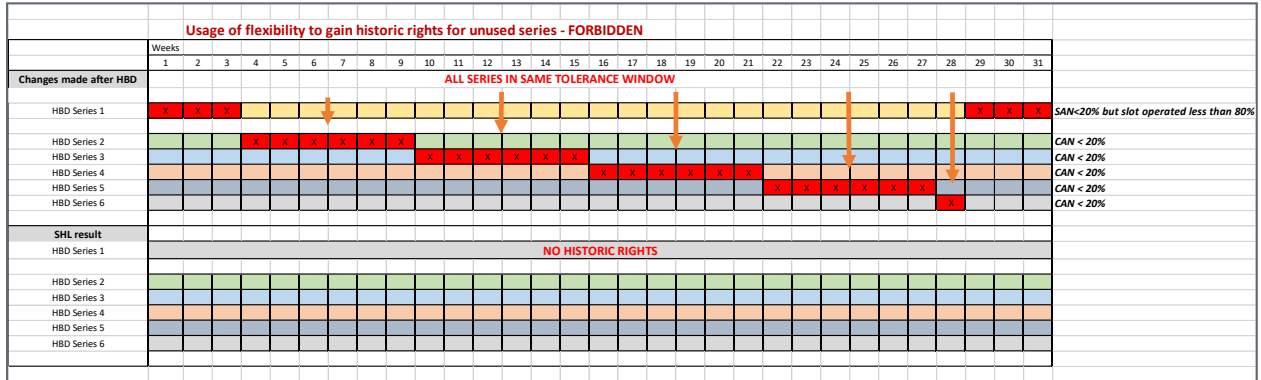 Usage of flexibility to gain historic rights for unused series - FORBIDDEN
Weeks
1 2 3 4 5 6 7 8 9 10 11 12 13 14 15 16 17 18 19 20 21 22 23 24 25 26 27 28 29 30 31
Changes made after HBD ALL SERIES IN SAME TOLERANCE WINDOW
HBD Series 1 X X X X X X SAN<20% but slot operated less than 80%
HBD Series 2 X X X X X X CAN < 20%
HBD Series 3 X X X X X X CAN < 20%
HBD Series 4 X X X X X X CAN < 20%
HBD Series 5 X X X X X X CAN < 20%
HBD Series 6 X CAN < 20%
SHL result
HBD Series 1 NO HISTORIC RIGHTS
HBD Series 2
HBD Series 3
HBD Series 4
HBD Series 5
HBD Series 6